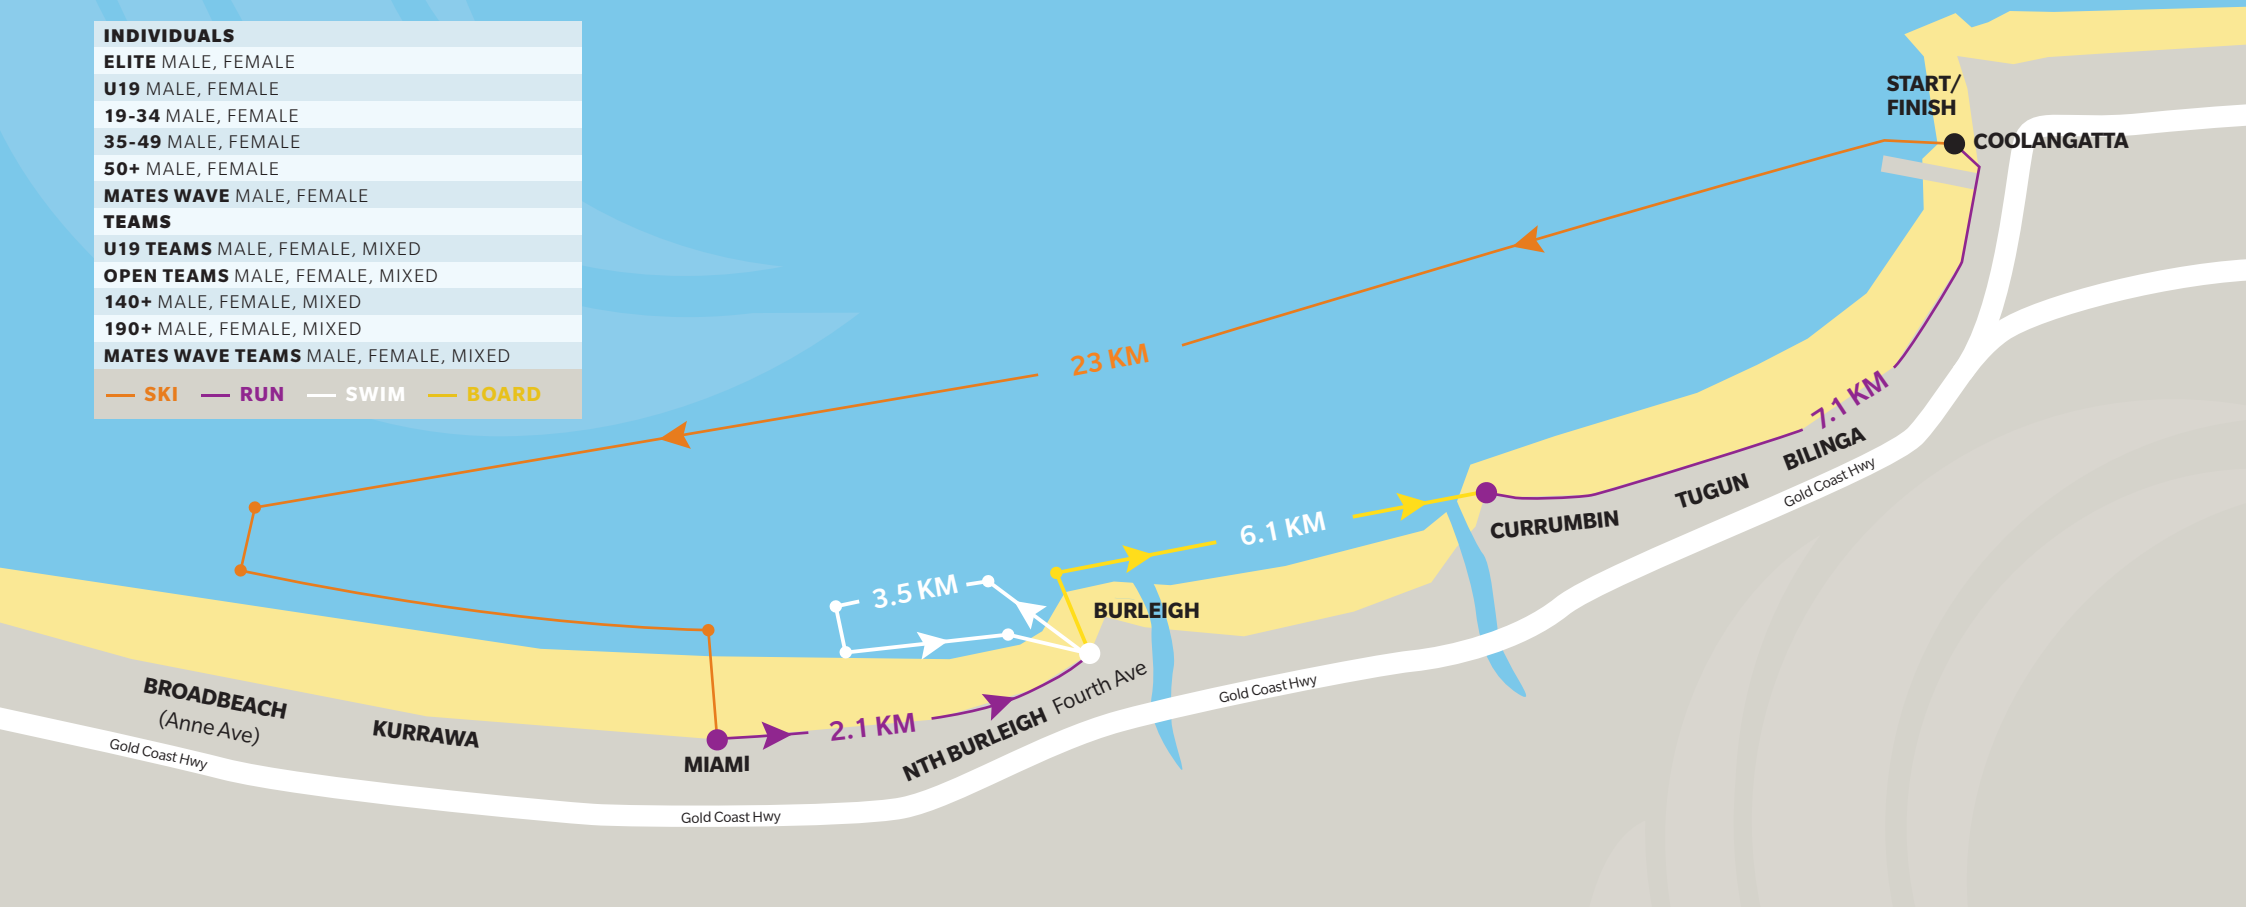 INDIVIDUALS
ELITE MALE, FEMALE
U19 MALE, FEMALE
19-34 MALE, FEMALE
35-49 MALE, FEMALE
50+ MALE, FEMALE
MATES WAVE MALE, FEMALE
TEAMS
U19 TEAMS MALE, FEMALE, MIXED
OPEN TEAMS MALE, FEMALE, MIXED
140+ MALE, FEMALE, MIXED
190+ MALE, FEMALE, MIXED
MATES WAVE TEAMS MALE, FEMALE, MIXED
SKI RUN SWIM BOARD
START/
FINISH
COOLANGATTA
23 KM
7.1 KM
BILINGA
Gold Coast Hwy
TUGUN
CURRUMBIN
6.1 KM
3.5 KM
BURLEIGH
Fourth Ave
NTH BURLEIGH
Gold Coast Hwy
2.1 KM
MIAMI
Gold Coast Hwy
KURRAWA
BROADBEACH
(Anne Ave)
Gold Coast Hwy